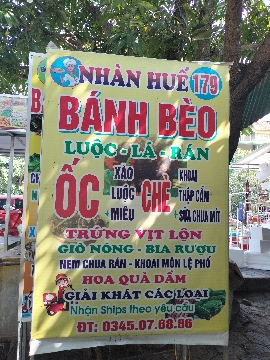 NHÀN HUẾ 179
BÁNH BÈO
LUỘC - LÁ - RÁN
ỐC + XÀO
+ LUỘC
+ MIẾU
CHÈ + KHOAI
+ THẬP CẨM
+ SỮA CHUA MÍT
TRỨNG VỊT LỘN
GIÒ NÓNG - BIA RƯỢU
NEM CHUA RÁN - KHOAI MÔN LỆ PHỐ
HOA QUẢ DẦM
GIẢI KHÁT CÁC LOẠI
Nhận Ships theo yêu cầu
ĐT: 0345.07.68.86